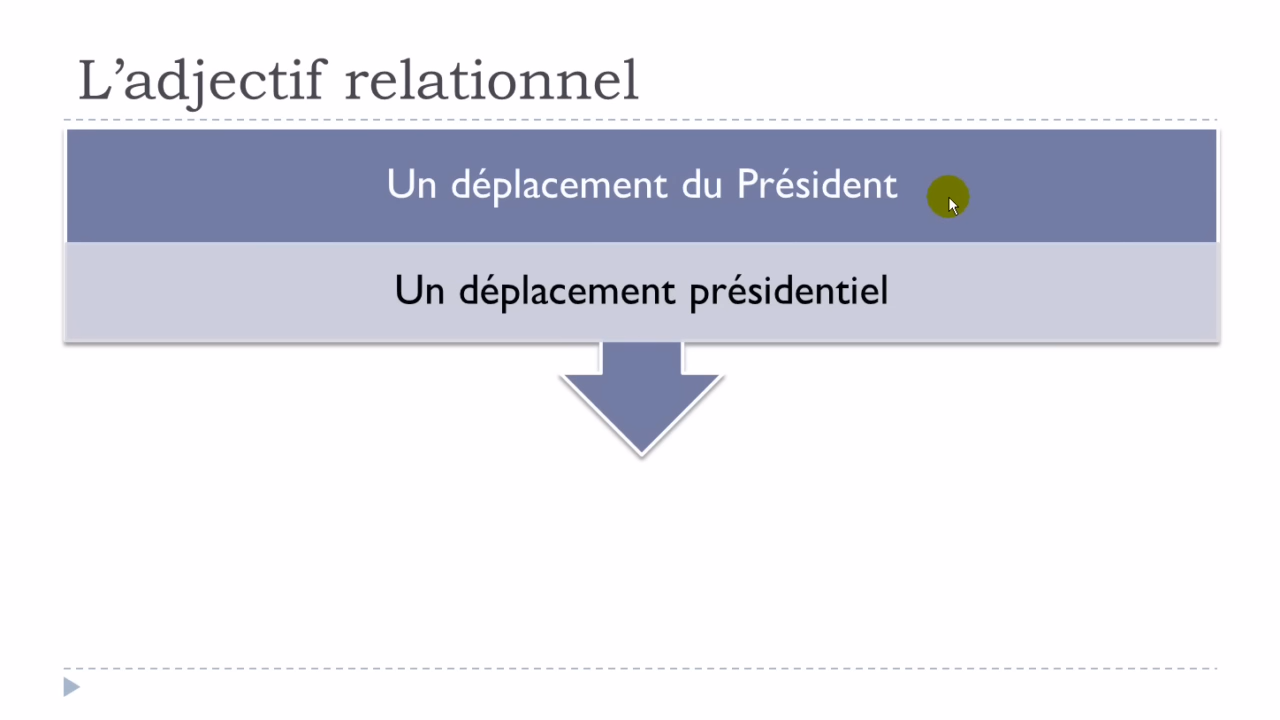 L’adjectif relationnel
Un déplacement du Président
Un déplacement présidentiel